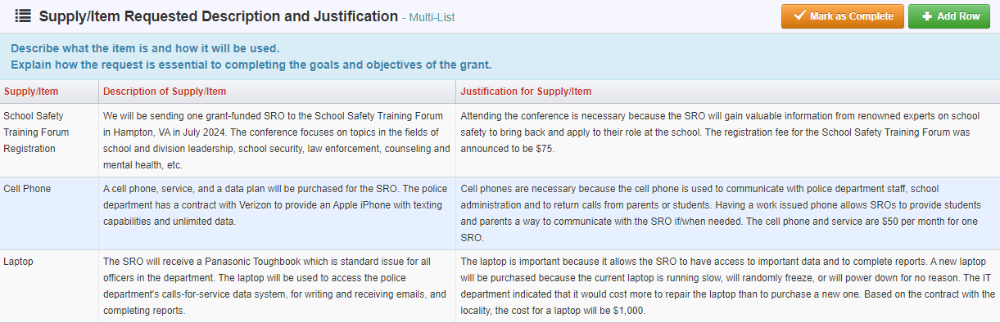 Supply/Item Requested Description and Justification - Multi-List
Mark as Complete
Add Row
Describe what the item is and how it will be used.
Explain how the request is essential to completing the goals and objectives of the grant.
Supply/Item
Description of Supply/Item
Justification for Supply/Item
School Safety
Training Forum
Registration
We will be sending one grant-funded SRO to the School Safety Training Forum
in Hampton, VA in July 2024. The conference focuses on topics in the fields of
school and division leadership, school security, law enforcement, counseling and
mental health, etc.
Attending the conference is necessary because the SRO will gain valuable information from renowned experts on school
safety to bring back and apply to their role at the school. The registration fee for the School Safety Training Forum was
announced to be $75.
Cell Phone
A cell phone, service, and a data plan will be purchased for the SRO. The police
department has a contract with Verizon to provide an Apple iPhone with texting
capabilities and unlimited data.
Cell phones are necessary because the cell phone is used to communicate with police department staff, school
administration and to return calls from parents or students. Having a work issued phone allows SROs to provide students
and parents a way to communicate with the SRO if/when needed. The cell phone and service are $50 per month for one
SRO.
Laptop
The SRO will receive a Panasonic Toughbook which is standard issue for all
officers in the department. The laptop will be used to access the police
department's calls-for-service data system, for writing and receiving emails, and
completing reports.
The laptop is important because it allows the SRO to have access to important data and to complete reports. A new laptop
will be purchased because the current laptop is running slow, will randomly freeze, or will power down for no reason. The IT
department indicated that it would cost more to repair the laptop than to purchase a new one. Based on the contract with the
locality, the cost for a laptop will be $1,000.